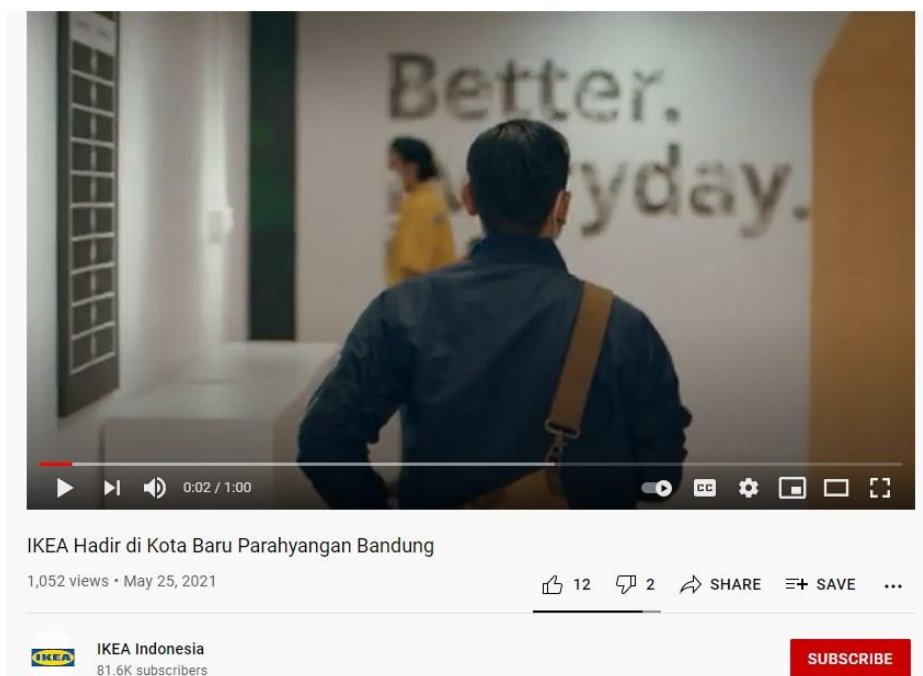 Better.
yday.
0:02 / 1:00
CC
IKEA Hadir di Kota Baru Parahyangan Bandung
1,052 views • May 25, 2021
12
2
SHARE
SAVE
IKEA
IKEA Indonesia
81.6K subscribers
SUBSCRIBE